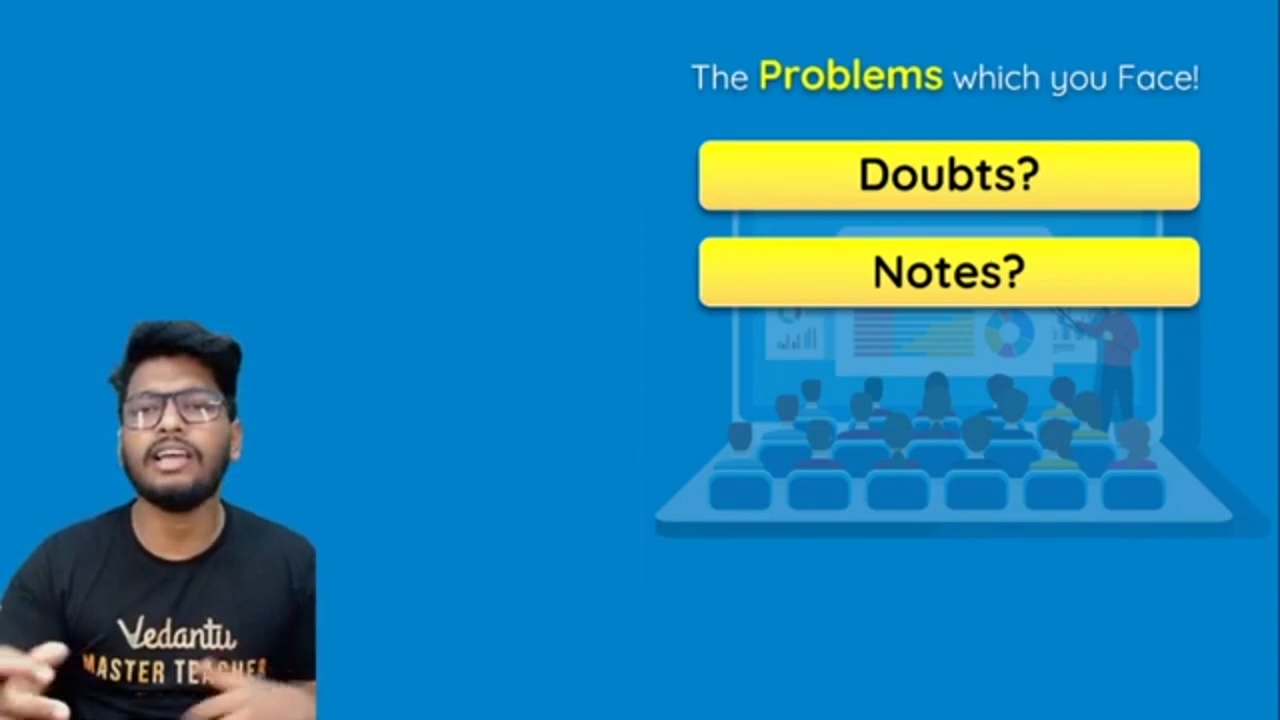 The Problems which you Face!
Doubts?
Notes?
Vedantu
MASTER TEACHER